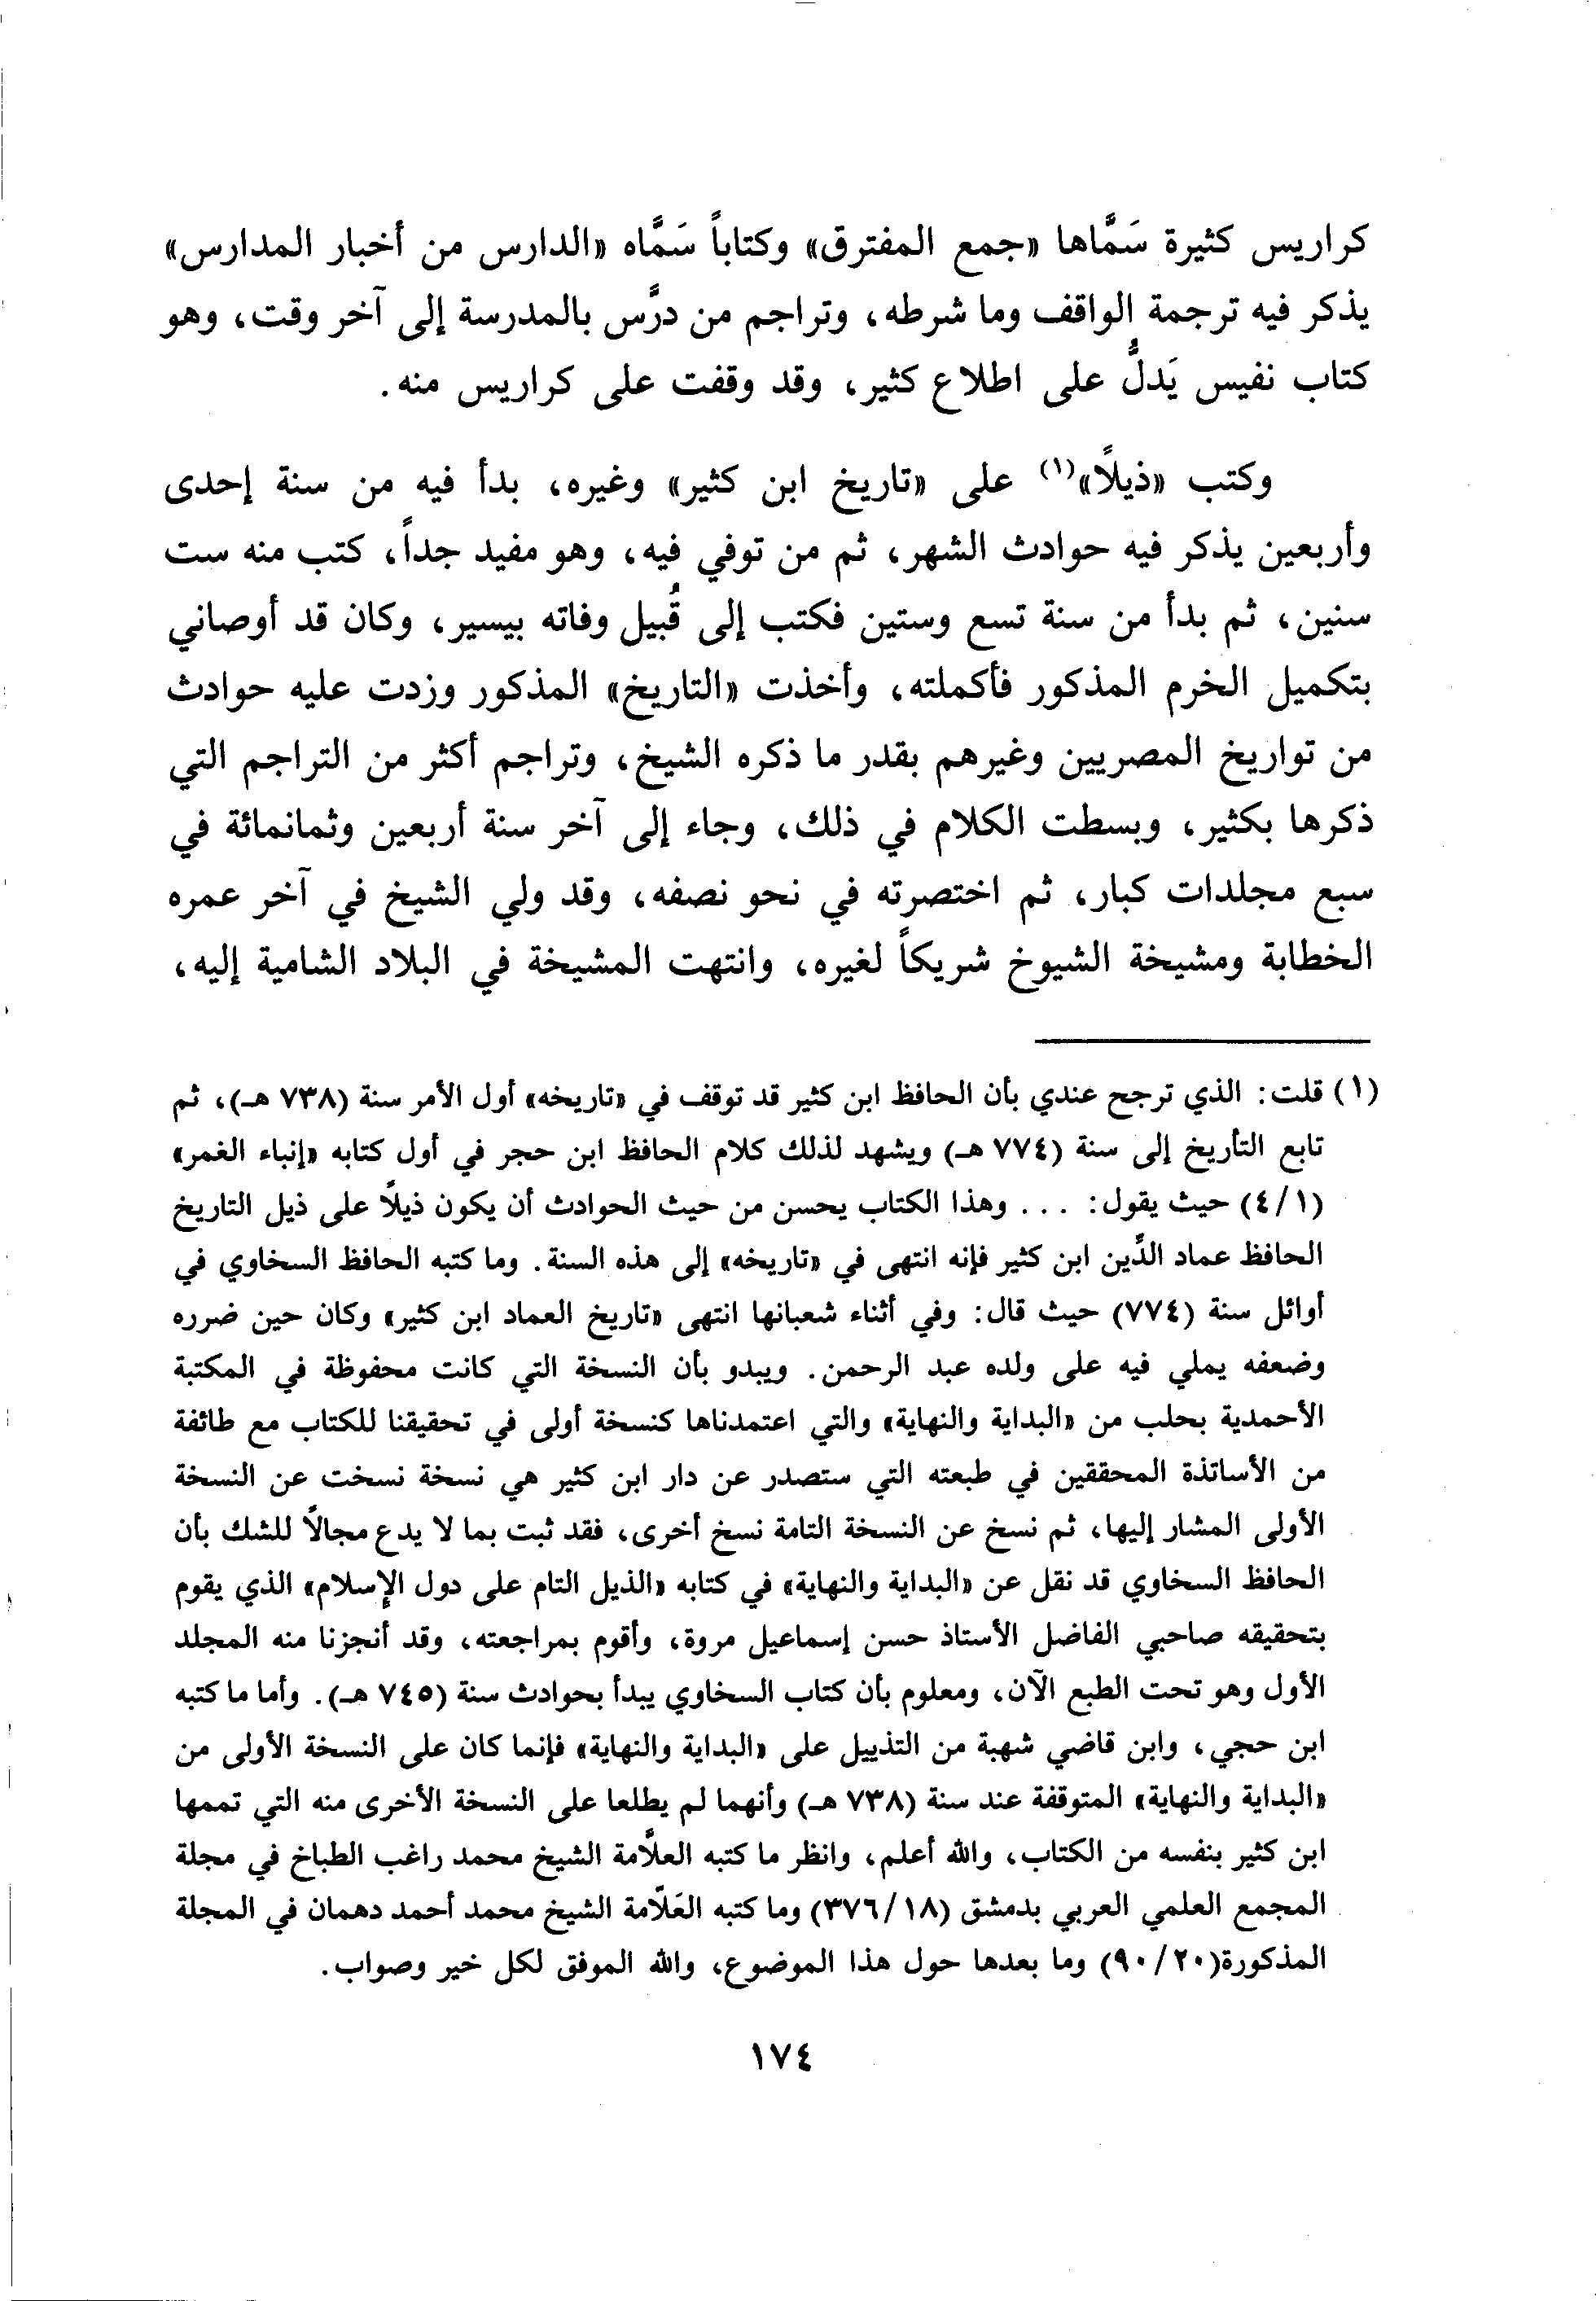 كراريس كثيرة سَمَّاها «جمع المفترق» وكتاباً سَمَّاه «الدارس من أخبار المدارس»
يذكر فيه ترجمة الواقف وما شرطه، وتراجم من درَّس بالمدرسة إلى آخر وقت، وهو
كتاب نفيس يَدلُّ على اطلاع كثير، وقد وقفت على كراريس منه.
وكتب «ذيلاً»(١) على «تاريخ ابن كثير» وغيره، بدأ فيه من سنة إحدى
وأربعين يذكر فيه حوادث الشهر، ثم من توفي فيه، وهو مفيد جداً، كتب منه ست
سنين، ثم بدأ من سنة تسع وستين فكتب إلى قُبيل وفاته بيسير، وكان قد أوصاني
بتكميل الخرم المذكور فأكملته، وأخذت «التاريخ» المذكور وزدت عليه حوادث
من تواريخ المصريين وغيرهم بقدر ما ذكره الشيخ، وتراجم أكثر من التراجم التي
ذكرها بكثير، وبسطت الكلام في ذلك، وجاء إلى آخر سنة أربعين وثمانمائة في
سبع مجلدات كبار، ثم اختصرته في نحو نصفه، وقد ولي الشيخ في آخر عمره
الخطابة ومشيخة الشيوخ شريكاً لغيره، وانتهت المشيخة في البلاد الشامية إليه،
(١) قلت: الذي ترجح عندي بأن الحافظ ابن كثير قد توقف في «تاريخه» أول الأمر سنة (٧٣٨ هـ)، ثم
تابع التأريخ إلى سنة (٧٧٤ هـ) ويشهد لذلك كلام الحافظ ابن حجر في أول كتابه «إنباء الغمر»
(٤/١) حيث يقول: ... وهذا الكتاب يحسن من حيث الحوادث أن يكون ذيلاً على ذيل التاريخ
الحافظ عماد الدِّين ابن كثير فإنه انتهى في «تاريخه» إلى هذه السنة. وما كتبه الحافظ السخاوي في
أوائل سنة (٧٧٤) حيث قال: وفي أثناء شعبانها انتهى «تاريخ العماد ابن كثير» وكان حين ضرره
وضعفه يملي فيه على ولده عبد الرحمن. ويبدو بأن النسخة التي كانت محفوظة في المكتبة
الأحمدية بحلب من «البداية والنهاية» والتي اعتمدناها كنسخة أولى في تحقيقنا للكتاب مع طائفة
من الأساتذة المحققين في طبعته التي ستصدر عن دار ابن كثير هي نسخة نسخت عن النسخة
الأولى المشار إليها، ثم نسخ عن النسخة التامة نسخ أخرى، فقد ثبت بما لا يدع مجالاً للشك بأن
الحافظ السخاوي قد نقل عن «البداية والنهاية» في كتابه «الذيل التام على دول الإسلام» الذي يقوم
بتحقيقه صاحبي الفاضل الأستاذ حسن إسماعيل مروة، وأقوم بمراجعته، وقد أنجزنا منه المجلد
الأول وهو تحت الطبع الآن، ومعلوم بأن كتاب السخاوي يبدأ بحوادث سنة (٧٤٥ هـ). وأما ما كتبه
ابن حجي، وابن قاضي شهبة من التذييل على «البداية والنهاية» فإنما كان على النسخة الأولى من
«البداية والنهاية» المتوقفة عند سنة (٧٣٨ هـ) وأنهما لم يطلعا على النسخة الأخرى منه التي تممها
ابن كثير بنفسه من الكتاب، والله أعلم، وانظر ما كتبه العلَّامة الشيخ محمد راغب الطباخ في مجلة
المجمع العلمي العربي بدمشق (٣٧٦/١٨) وما كتبه العَلَّامة الشيخ محمد أحمد دهمان في المجلة
المذكورة(٩٠/٢٠) وما بعدها حول هذا الموضوع، والله الموفق لكل خير وصواب.
١٧٤